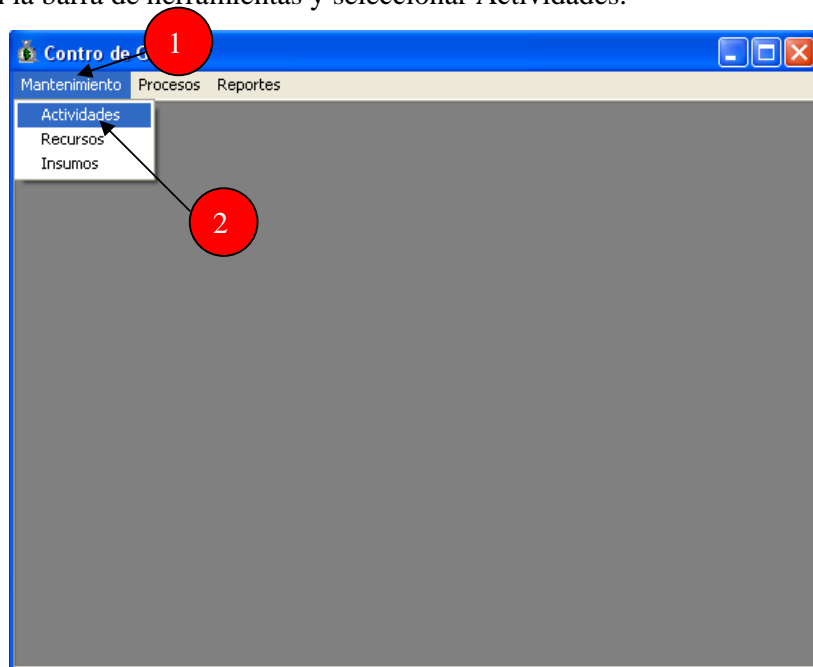 la barra de herramientas y seleccionar Actividades.
1
Contro de G
Mantenimiento Procesos Reportes
Actividades
Recursos
Insumos
2